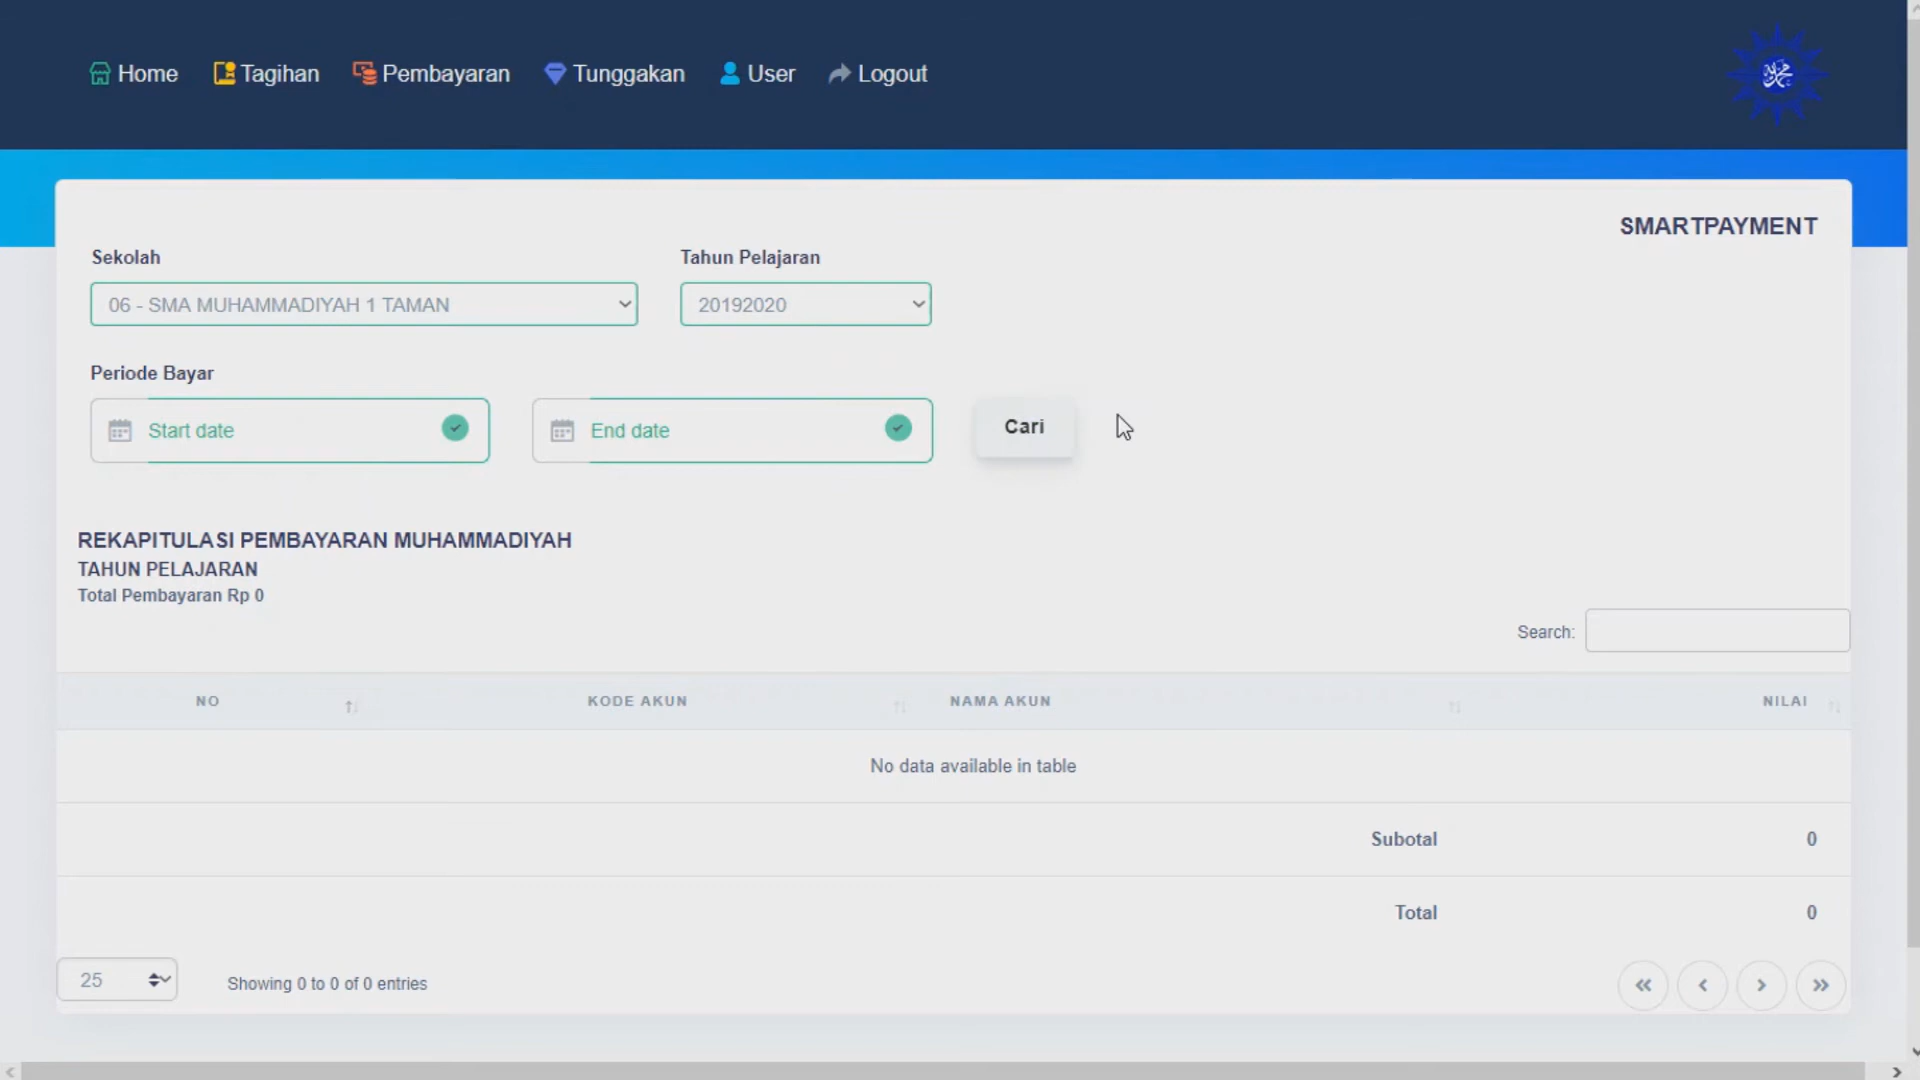 Home Tagihan Pembayaran Tunggakan User Logout
SMARTPAYMENT
Sekolah Tahun Pelajaran
06 - SMA MUHAMMADIYAH 1 TAMAN 20192020
Periode Bayar
Start date End date Cari
REKAPITULASI PEMBAYARAN MUHAMMADIYAH
TAHUN PELAJARAN
Total Pembayaran Rp 0
Search:
NO KODE AKUN NAMA AKUN NILAI
No data available in table
Subotal 0
Total 0
25 Showing 0 to 0 of 0 entries